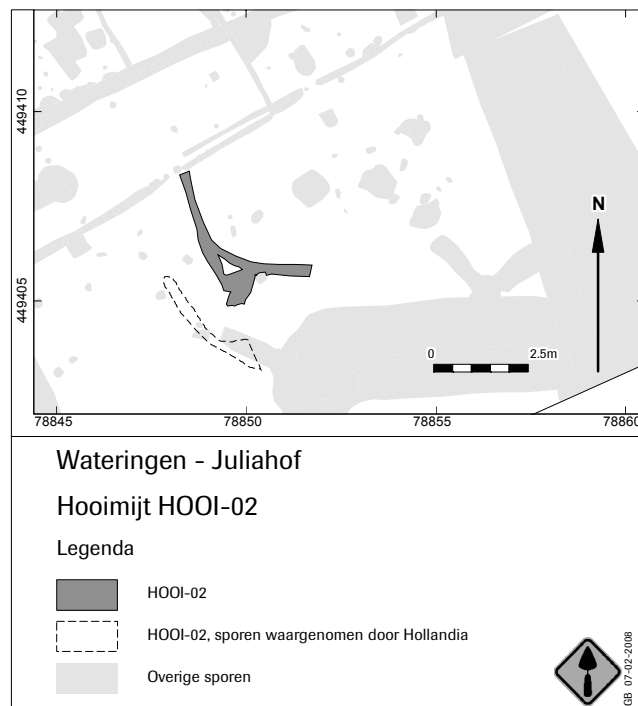 449410
449405
N
0 2.5m
78845 78850 78855 78860
Wateringen - Juliahof
Hooimijt HOOI-02
Legenda
HOOI-02
HOOI-02, sporen waargenomen door Hollandia
Overige sporen
GB 07-02-2008